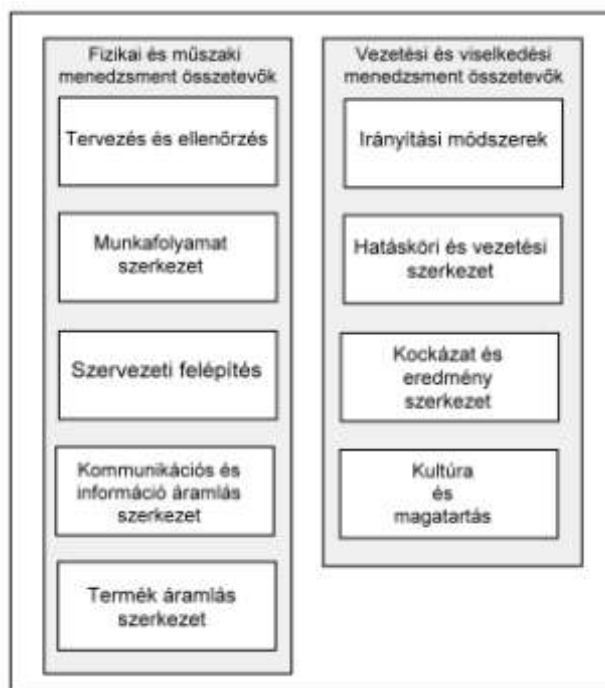 Fizikai és műszaki
menedzsment összetevők
Tervezés és ellenőrzés
Munkafolyamat
szerkezet
Szervezeti felépítés
Kommunikációs és
információ áramlás
szerkezet
Termék áramlás
szerkezet
Vezetési és viselkedési
menedzsment összetevők
Irányítási módszerek
Hatásköri és vezetési
szerkezet
Kockázat és
eredmény
szerkezet
Kultúra
és
magatartás